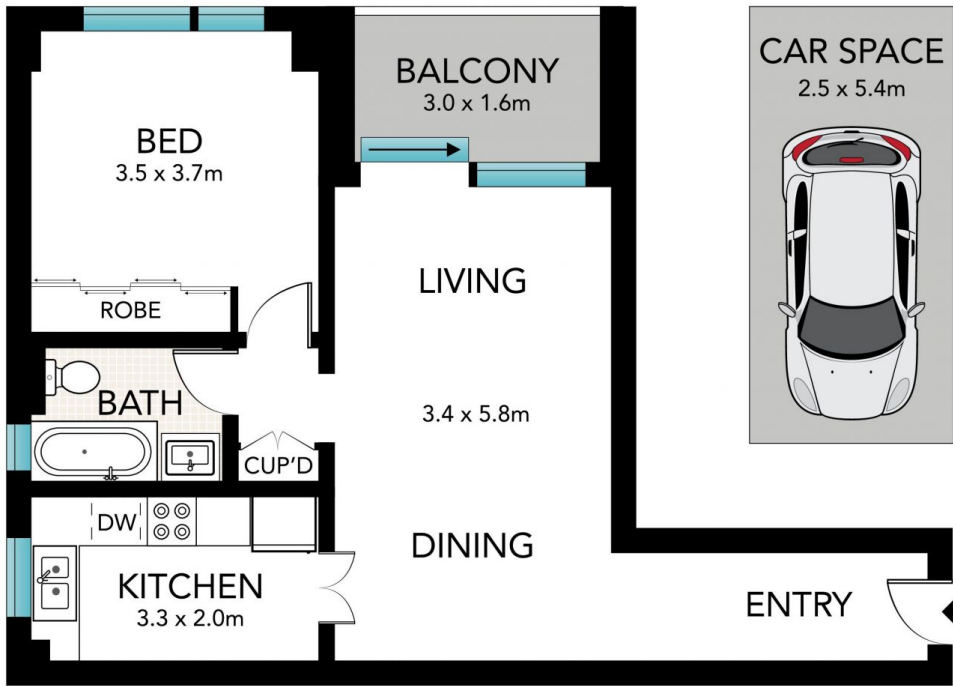 BED
3.5 x 3.7m
BALCONY
3.0 x 1.6m
CAR SPACE
2.5 x 5.4m
ROBE
LIVING
BATH
3.4 x 5.8m
CUP'D
DW
DINING
KITCHEN
3.3 x 2.0m
ENTRY